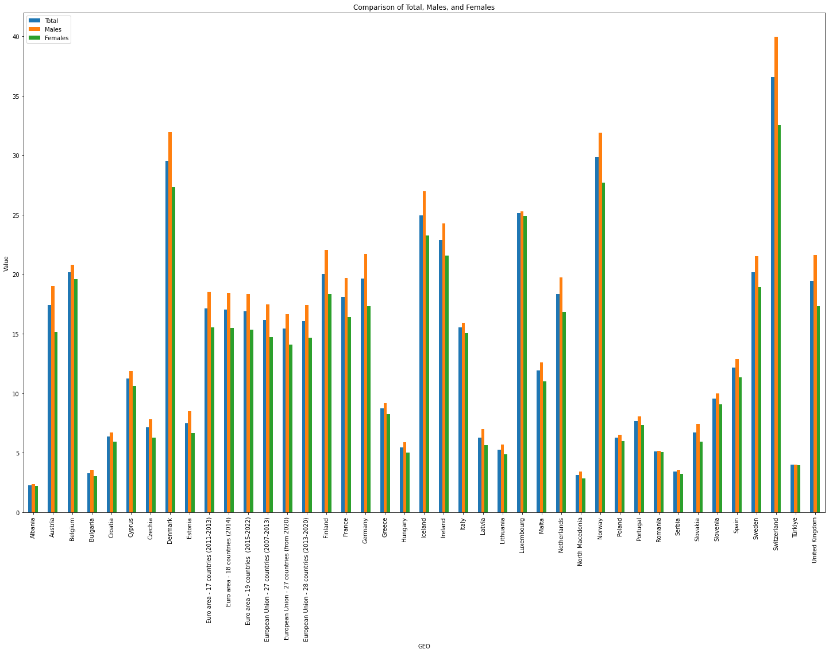 Comparison of Total, Males, and Females
Total
Males
Females
40
35
30
25
20
15
10
5
0
Value
Albania
Austria
Belgium
Bulgaria
Croatia
Cyprus
Czechia
Denmark
Estonia
Euro area - 17 countries (2011-2013)
Euro area - 18 countries (2014)
Euro area - 19 countries  (2015-2022)
European Union - 27 countries (2007-2013)
European Union - 27 countries (from 2020)
European Union - 28 countries (2013-2020)
Finland
France
Germany
Greece
Hungary
Iceland
Ireland
Italy
Latvia
Lithuania
Luxembourg
Malta
Netherlands
North Macedonia
Norway
Poland
Portugal
Romania
Serbia
Slovakia
Slovenia
Spain
Sweden
Switzerland
Türkiye
United Kingdom
GEO